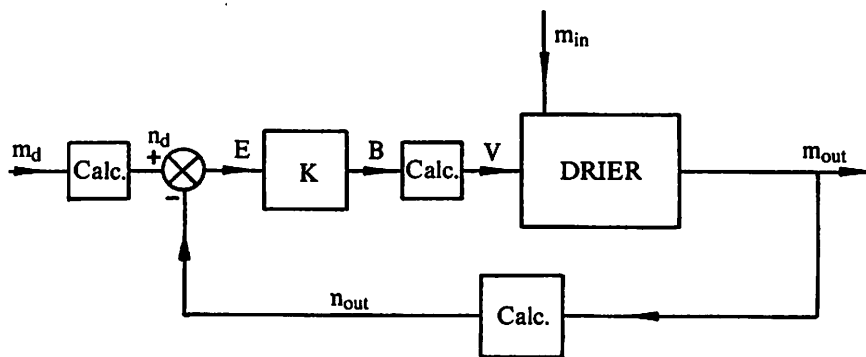 m_in
m_d
Calc.
n_d
+
-
E
K
B
Calc.
V
DRIER
m_out
n_out
Calc.